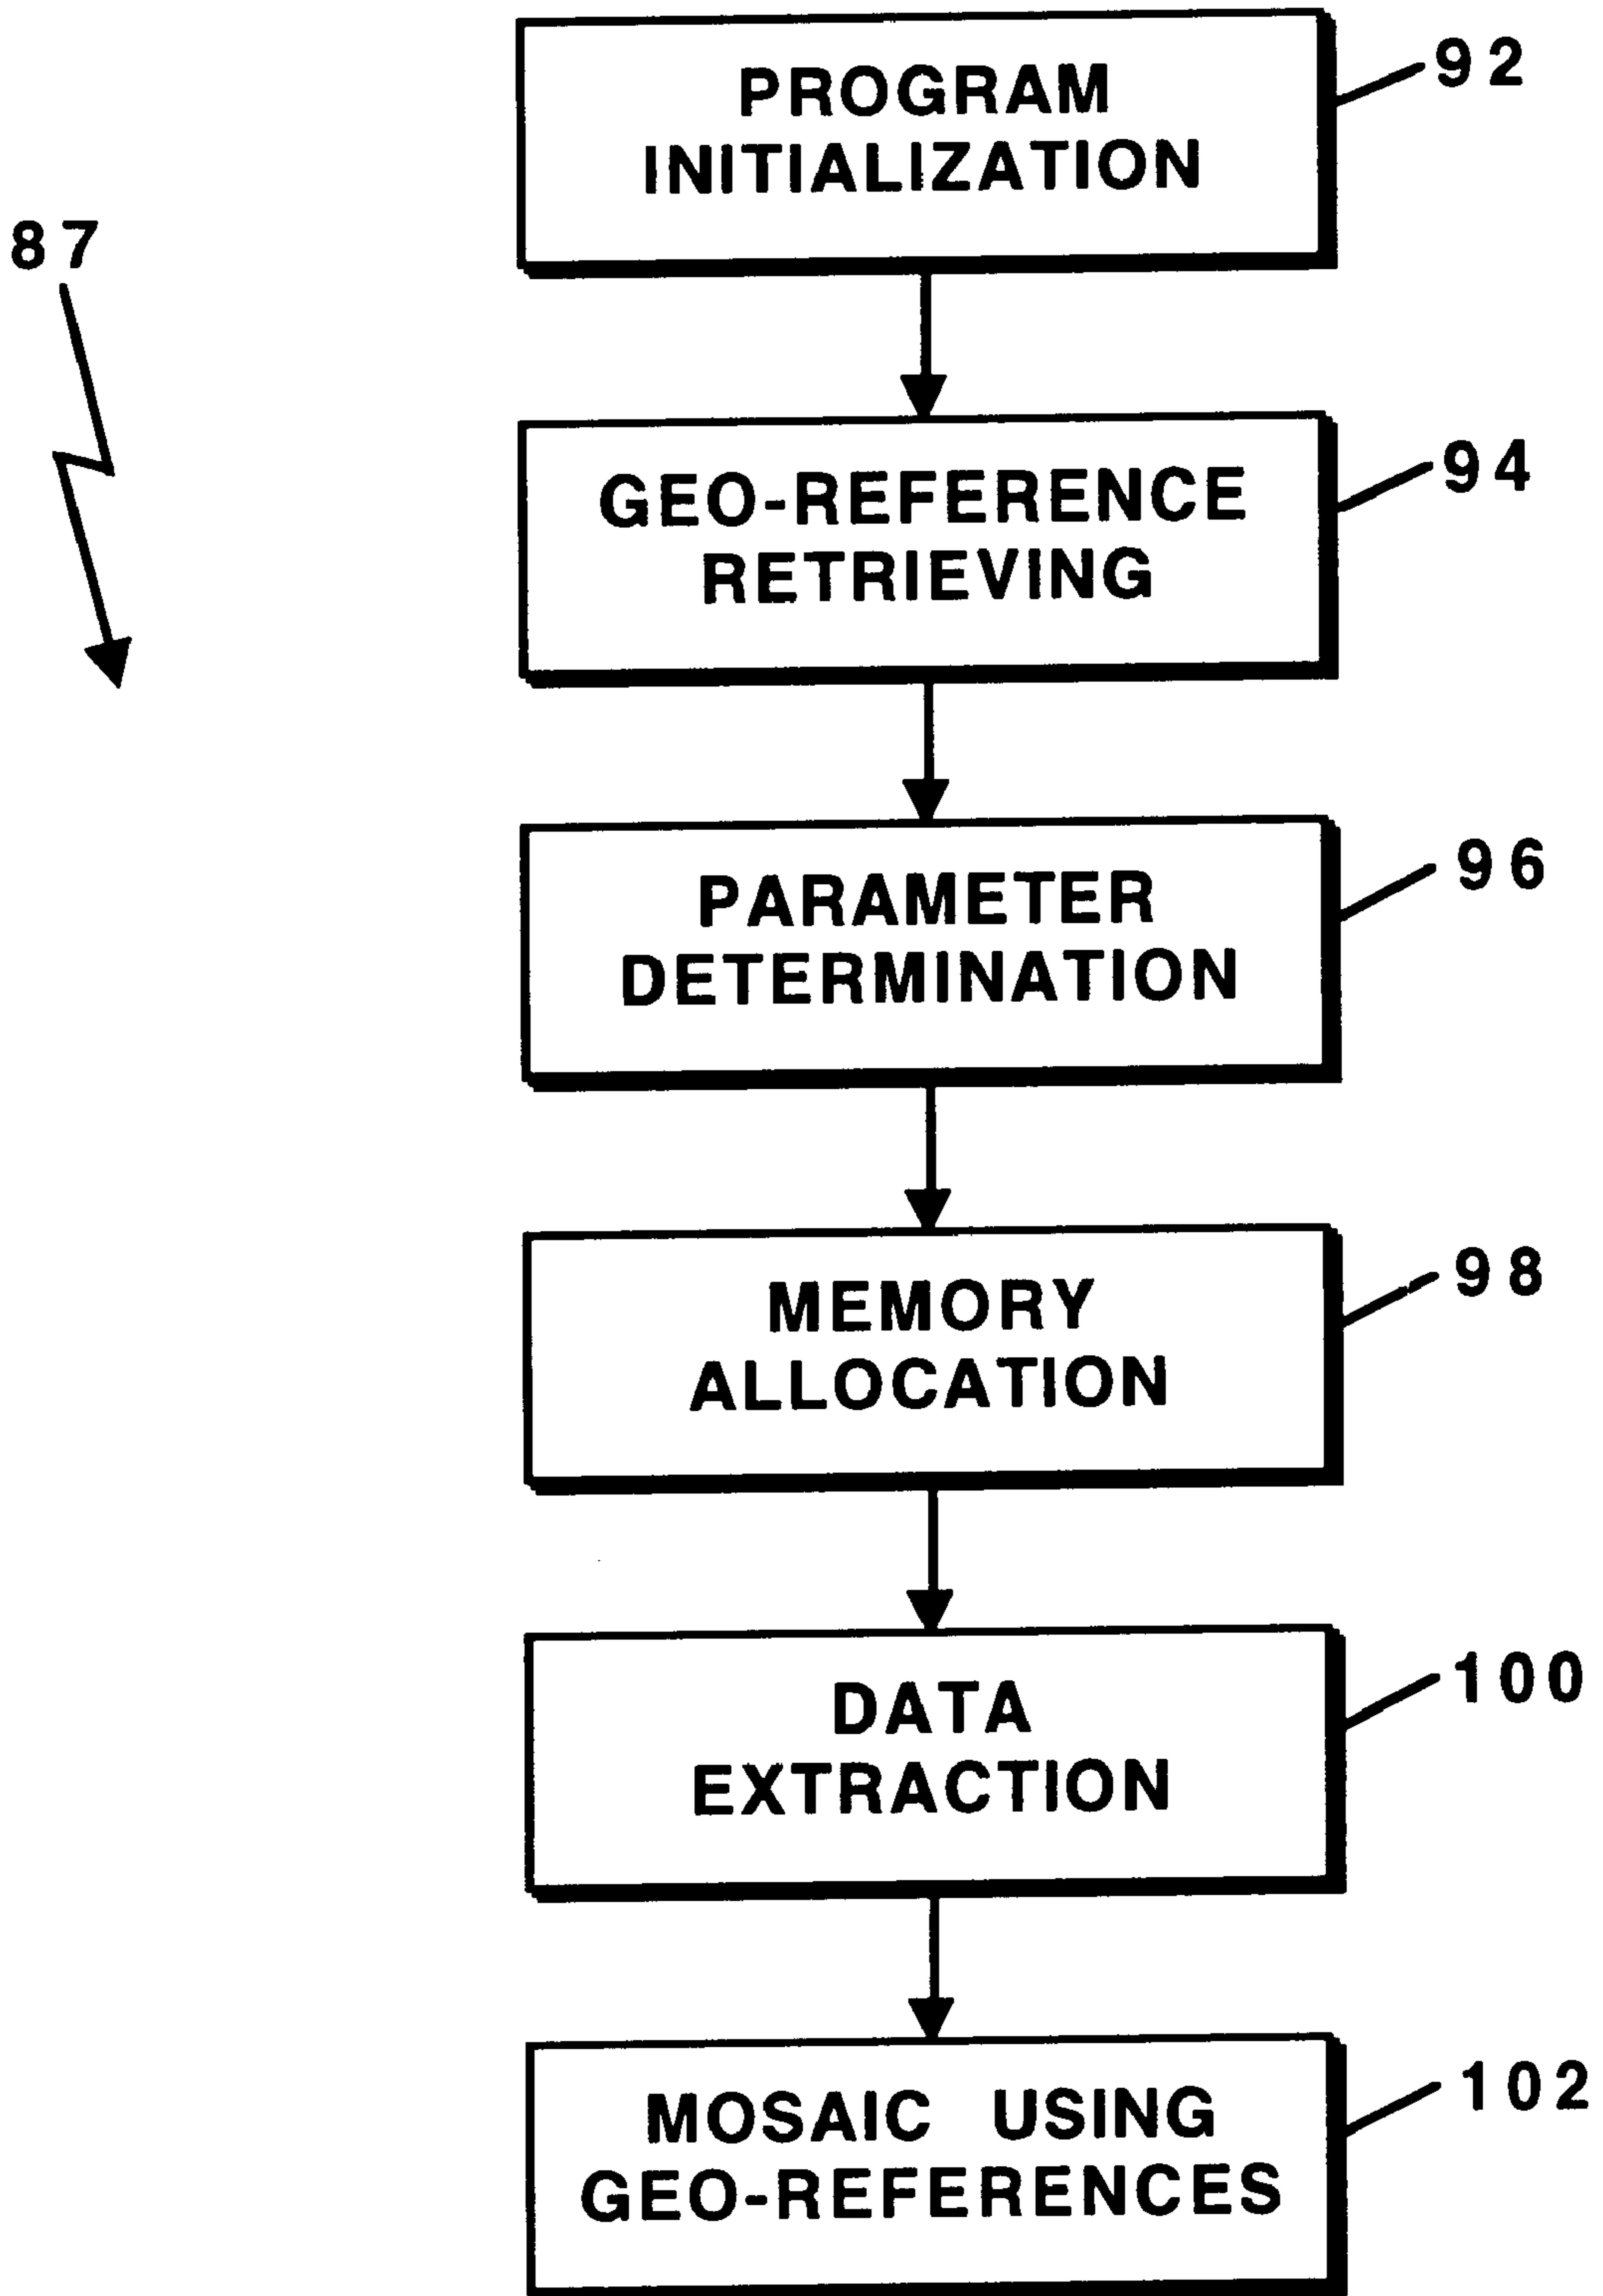 PROGRAM
INITIALIZATION
92
87
GEO-REFERENCE
RETRIEVING
94
PARAMETER
DETERMINATION
96
MEMORY
ALLOCATION
98
DATA
EXTRACTION
100
MOSAIC USING
GEO-REFERENCES
102